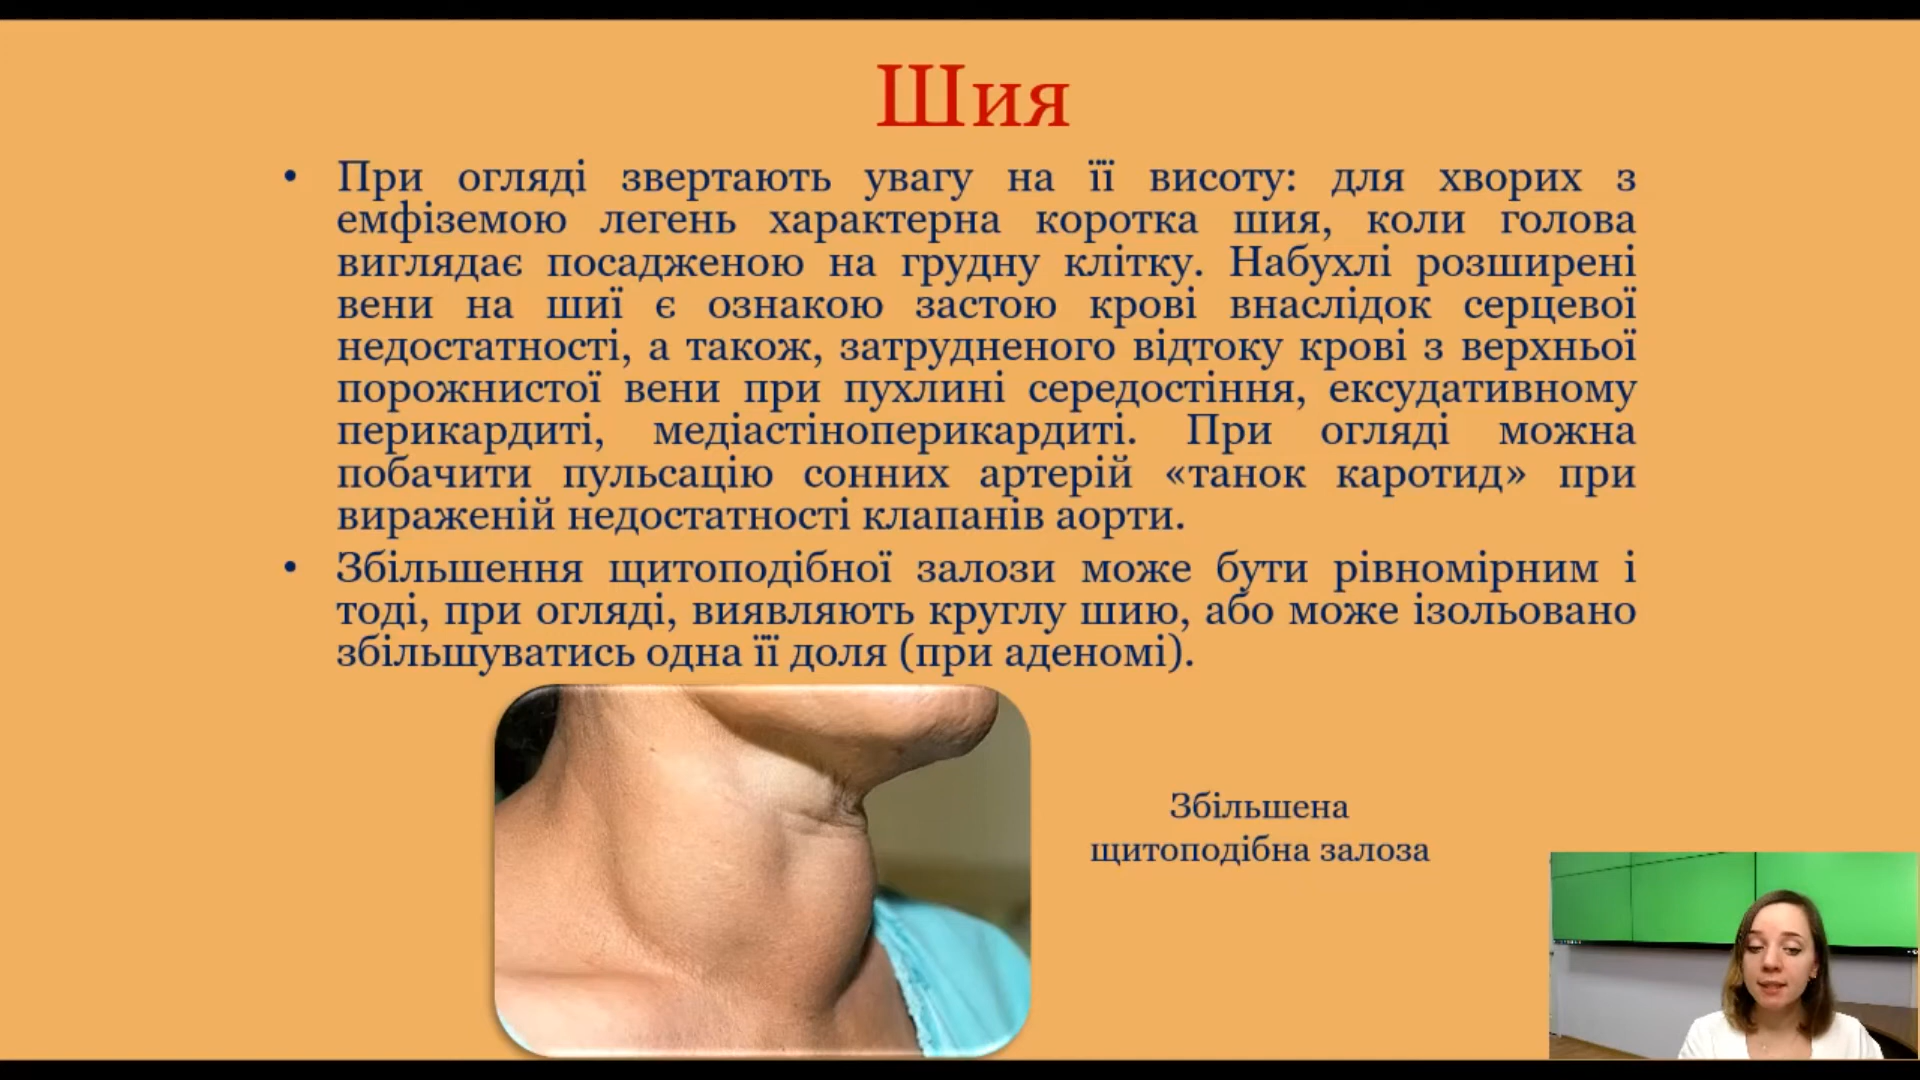 Шия
• При огляді звертають увагу на її висоту: для хворих з
емфіземою легень характерна коротка шия, коли голова
виглядає посадженою на грудну клітку. Набухлі розширені
вени на шиї є ознакою застою крові внаслідок серцевої
недостатності, а також, затрудненого відтоку крові з верхньої
порожнистої вени при пухлині середостіння, ексудативному
перикардиті, медіастіноперикардиті. При огляді можна
побачити пульсацію сонних артерій «танок каротид» при
вираженій недостатності клапанів аорти.
• Збільшення щитоподібної залози може бути рівномірним і
тоді, при огляді, виявляють круглу шию, або може ізольовано
збільшуватись одна її доля (при аденомі).
Збільшена
щитоподібна залоза